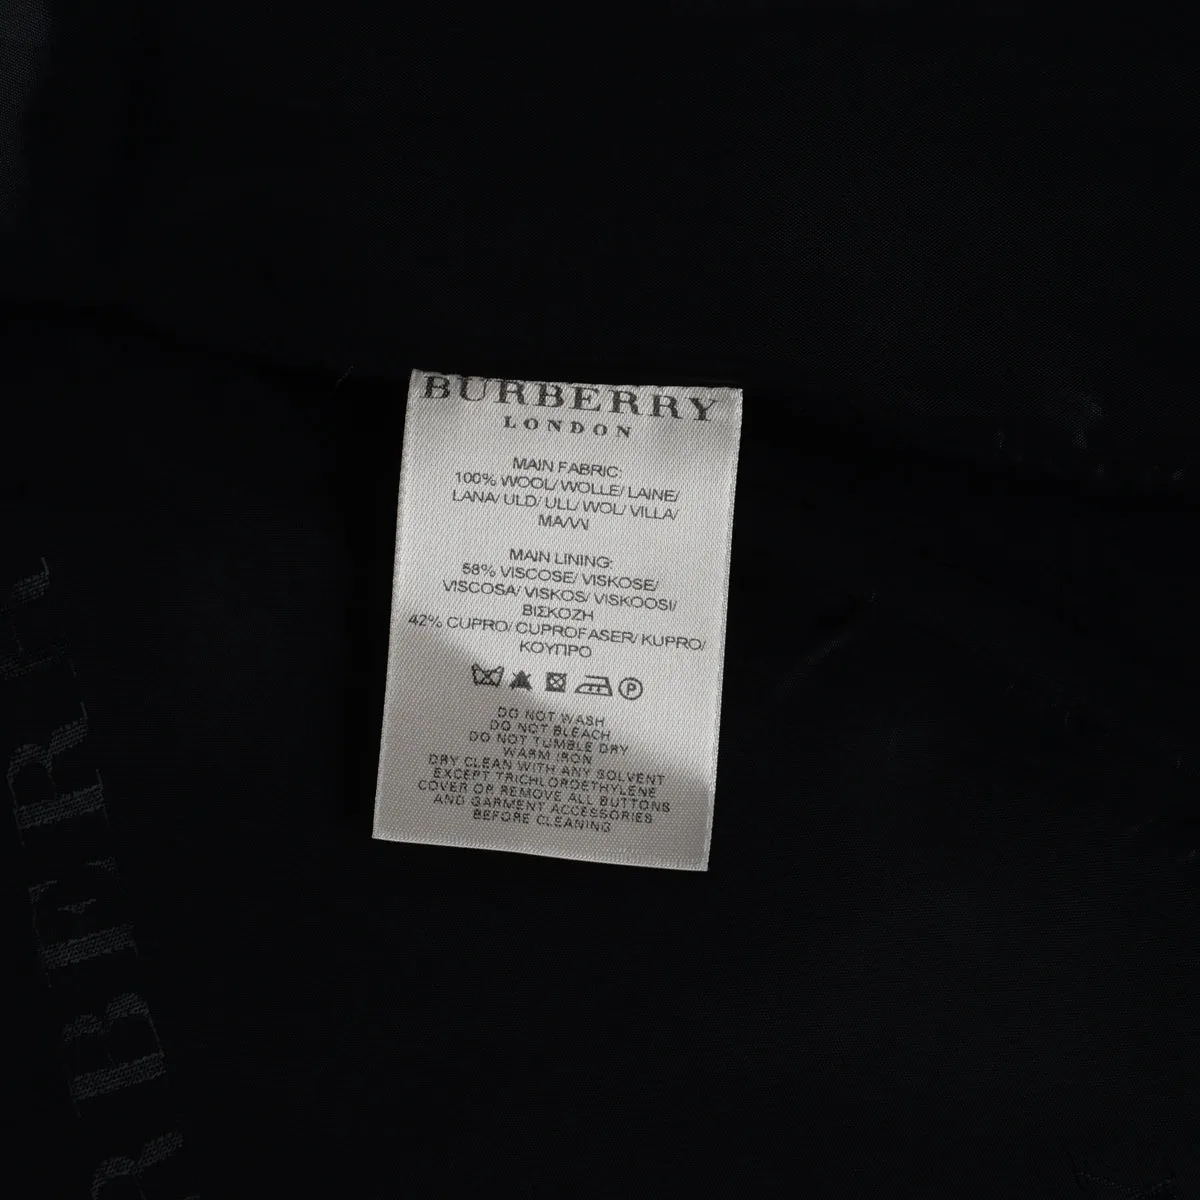 BURBERRY
LONDON
MAIN FABRIC:
100% WOOL/ WOLLE/ LAINE/
LANA/ ULD/ ULL/ WOL/ VILLA/
MA/VV
MAIN LINING:
58% VISCOSE/ VISKOSE/
VISCOSA/ VISKOS/ VISKOOSI/
ΒΙΣΚΟΖΗ
42% CUPRO/ CUPROFASER/ KUPRO/
ΚΟΥΠΡΟ
P
DO NOT WASH
DO NOT BLEACH
DO NOT TUMBLE DRY
WARM IRON
DRY CLEAN WITH ANY SOLVENT
EXCEPT TRICHLOROETHYLENE
COVER OR REMOVE ALL BUTTONS
AND GARMENT ACCESSORIES
BEFORE CLEANING